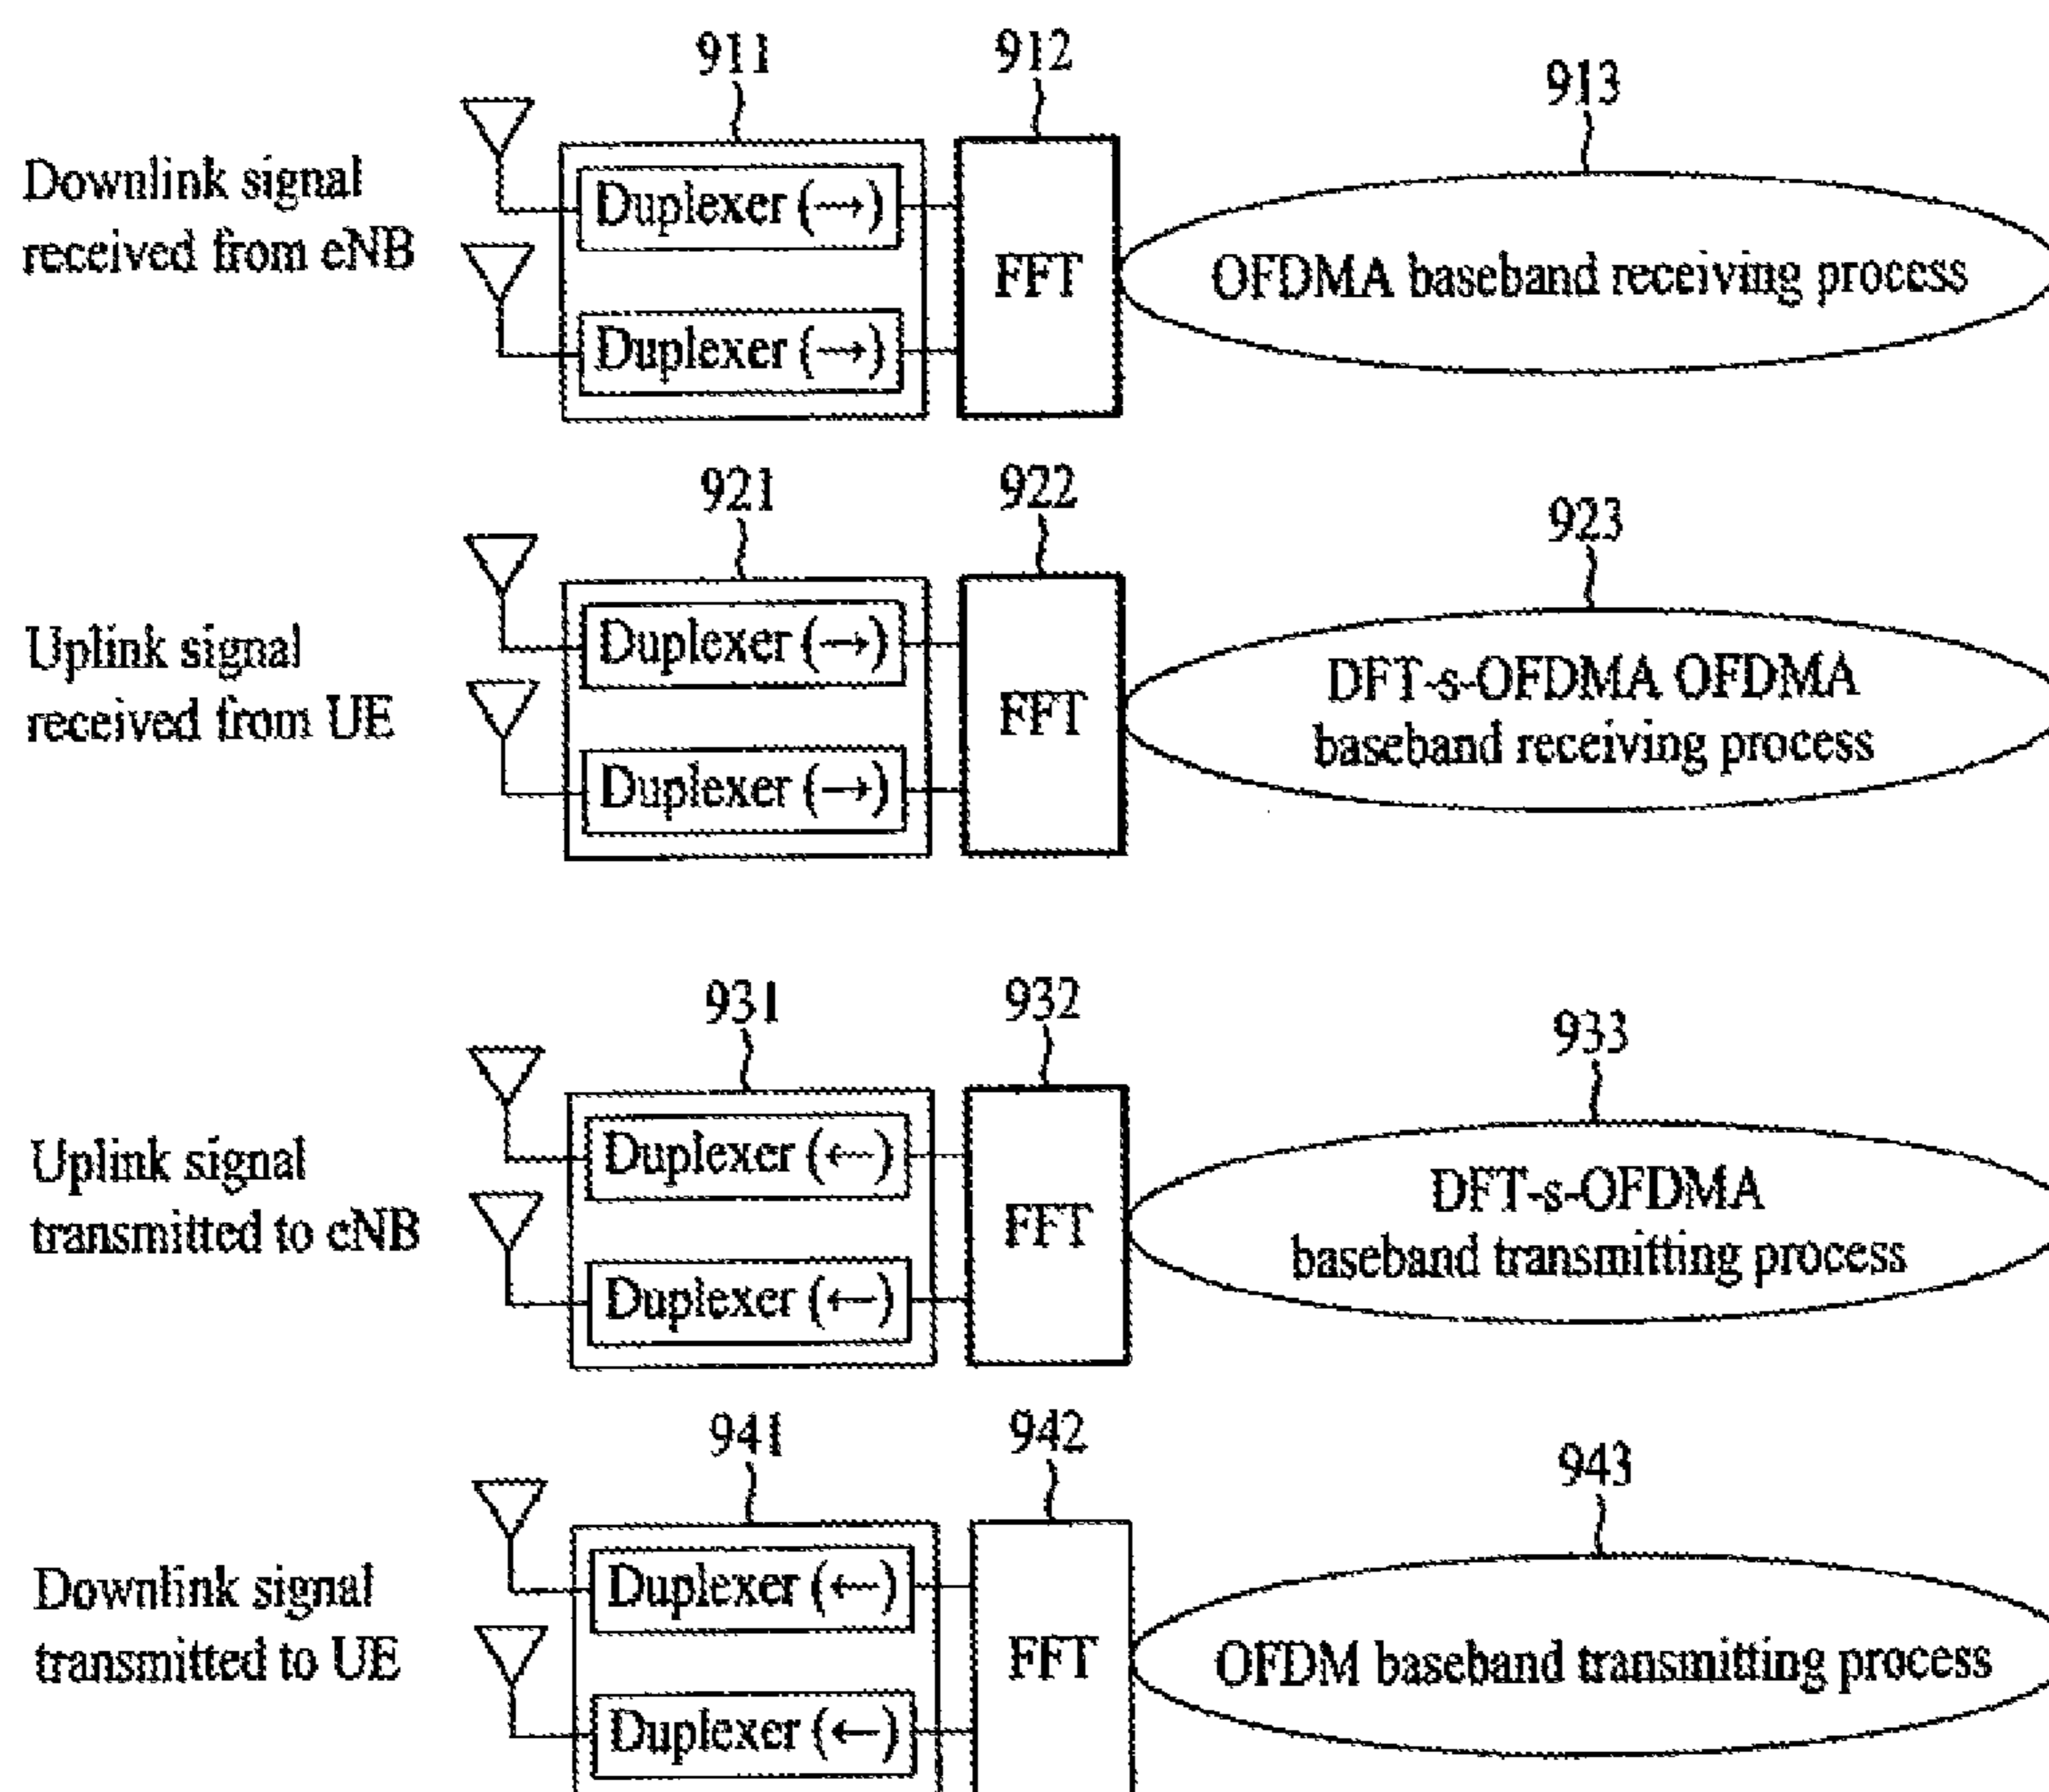 911
912
913
Downlink signal
received from eNB
Duplexer (→)
Duplexer (→)
FFT
OFDMA baseband receiving process
921
922
923
Uplink signal
received from UE
Duplexer (→)
Duplexer (→)
FFT
DFT-s-OFDMA OFDMA
baseband receiving process
931
932
933
Uplink signal
transmitted to eNB
Duplexer (←)
Duplexer (←)
FFT
DFT-s-OFDMA
baseband transmitting process
941
942
943
Downlink signal
transmitted to UE
Duplexer (←)
Duplexer (←)
FFT
OFDM baseband transmitting process